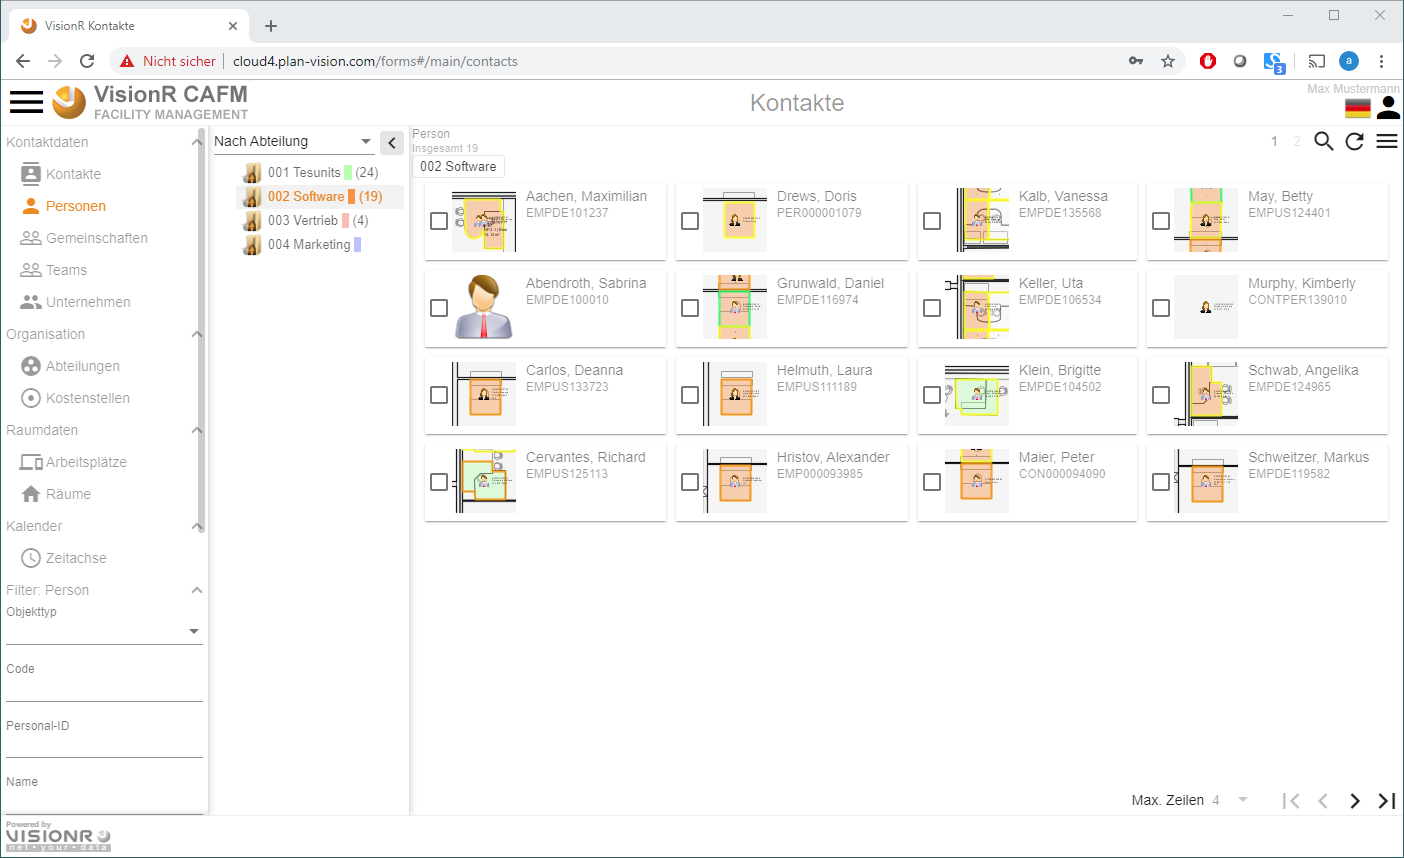 VisionR Kontakte
Nicht sicher
cloud4.plan-vision.com/forms#/main/contacts
3
a
VisionR CAFM
FACILITY MANAGEMENT
Kontakte
Max Mustermann
Kontaktdaten
Kontakte
Personen
Gemeinschaften
Teams
Unternehmen
Organisation
Abteilungen
Kostenstellen
Raumdaten
Arbeitsplätze
Räume
Kalender
Zeitachse
Filter: Person
Objekttyp
Code
Personal-ID
Name
Nach Abteilung
001 Tesunits (24)
002 Software (19)
003 Vertrieb (4)
004 Marketing
Person
Insgesamt 19
1 2
002 Software
Aachen, Maximilian
EMPDE101237
Drews, Doris
PER000001079
Kalb, Vanessa
EMPDE135568
May, Betty
EMPUS124401
Abendroth, Sabrina
EMPDE100010
Grunwald, Daniel
EMPDE116974
Keller, Uta
EMPDE106534
Murphy, Kimberly
CONTPER139010
Carlos, Deanna
EMPUS133723
Helmuth, Laura
EMPUS111189
Klein, Brigitte
EMPDE104502
Schwab, Angelika
EMPDE124965
Cervantes, Richard
EMPUS125113
Hristov, Alexander
EMP000093985
Maier, Peter
CON000094090
Schweitzer, Markus
EMPDE119582
Max. Zeilen 4
Powered by
VISIONR
net·your·data